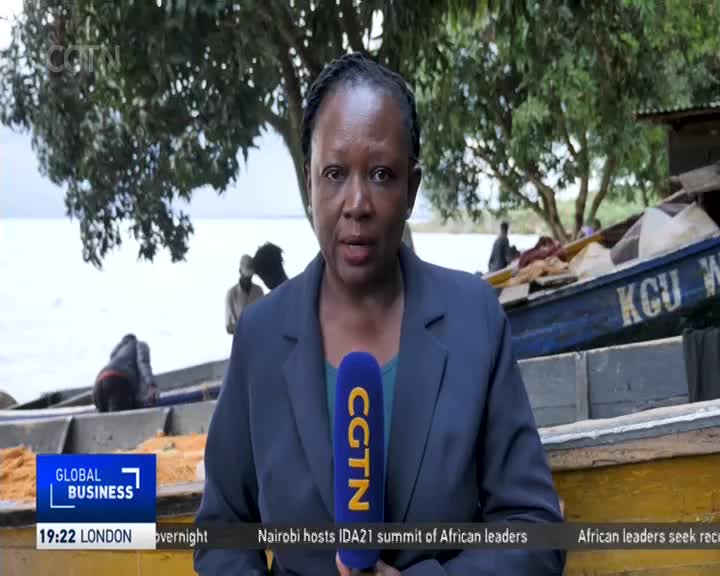 CGTN
KGU W
CGTN
GLOBAL
BUSINESS
19:22 LONDON
overnight Nairobi hosts IDA21 summit of African leaders African leaders seek rec